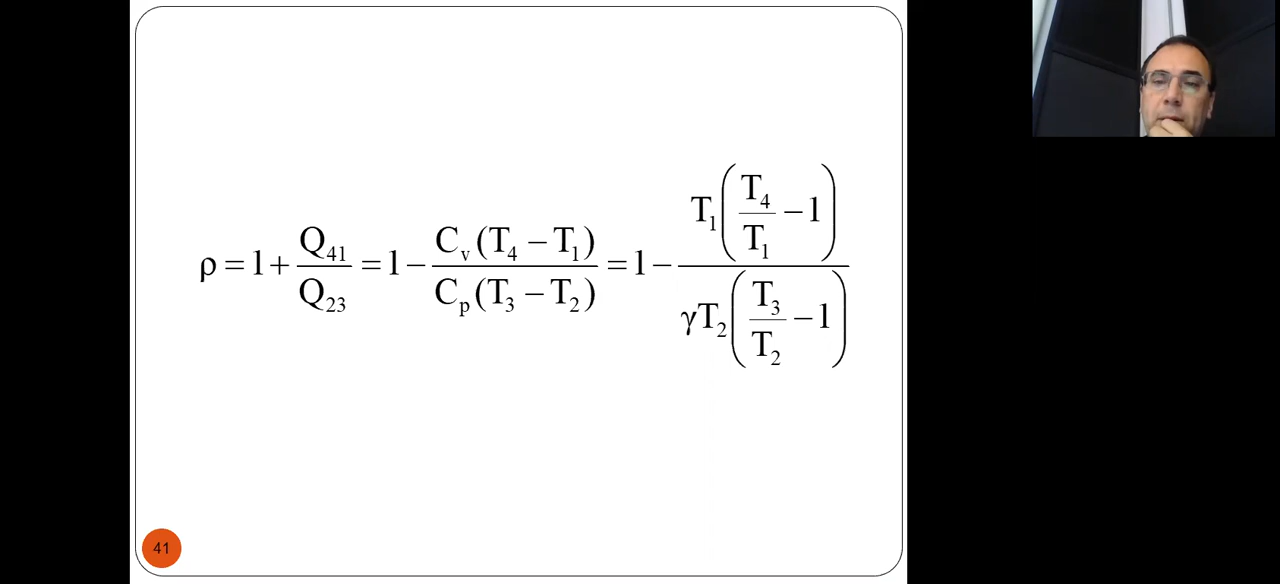 ρ = 1 + Q₄₁/Q₂₃ = 1 − Cᵥ(T₄ − T₁)/Cₚ(T₃ − T₂) = 1 − T₁(T₄/T₁ − 1)/γT₂(T₃/T₂ − 1)
41